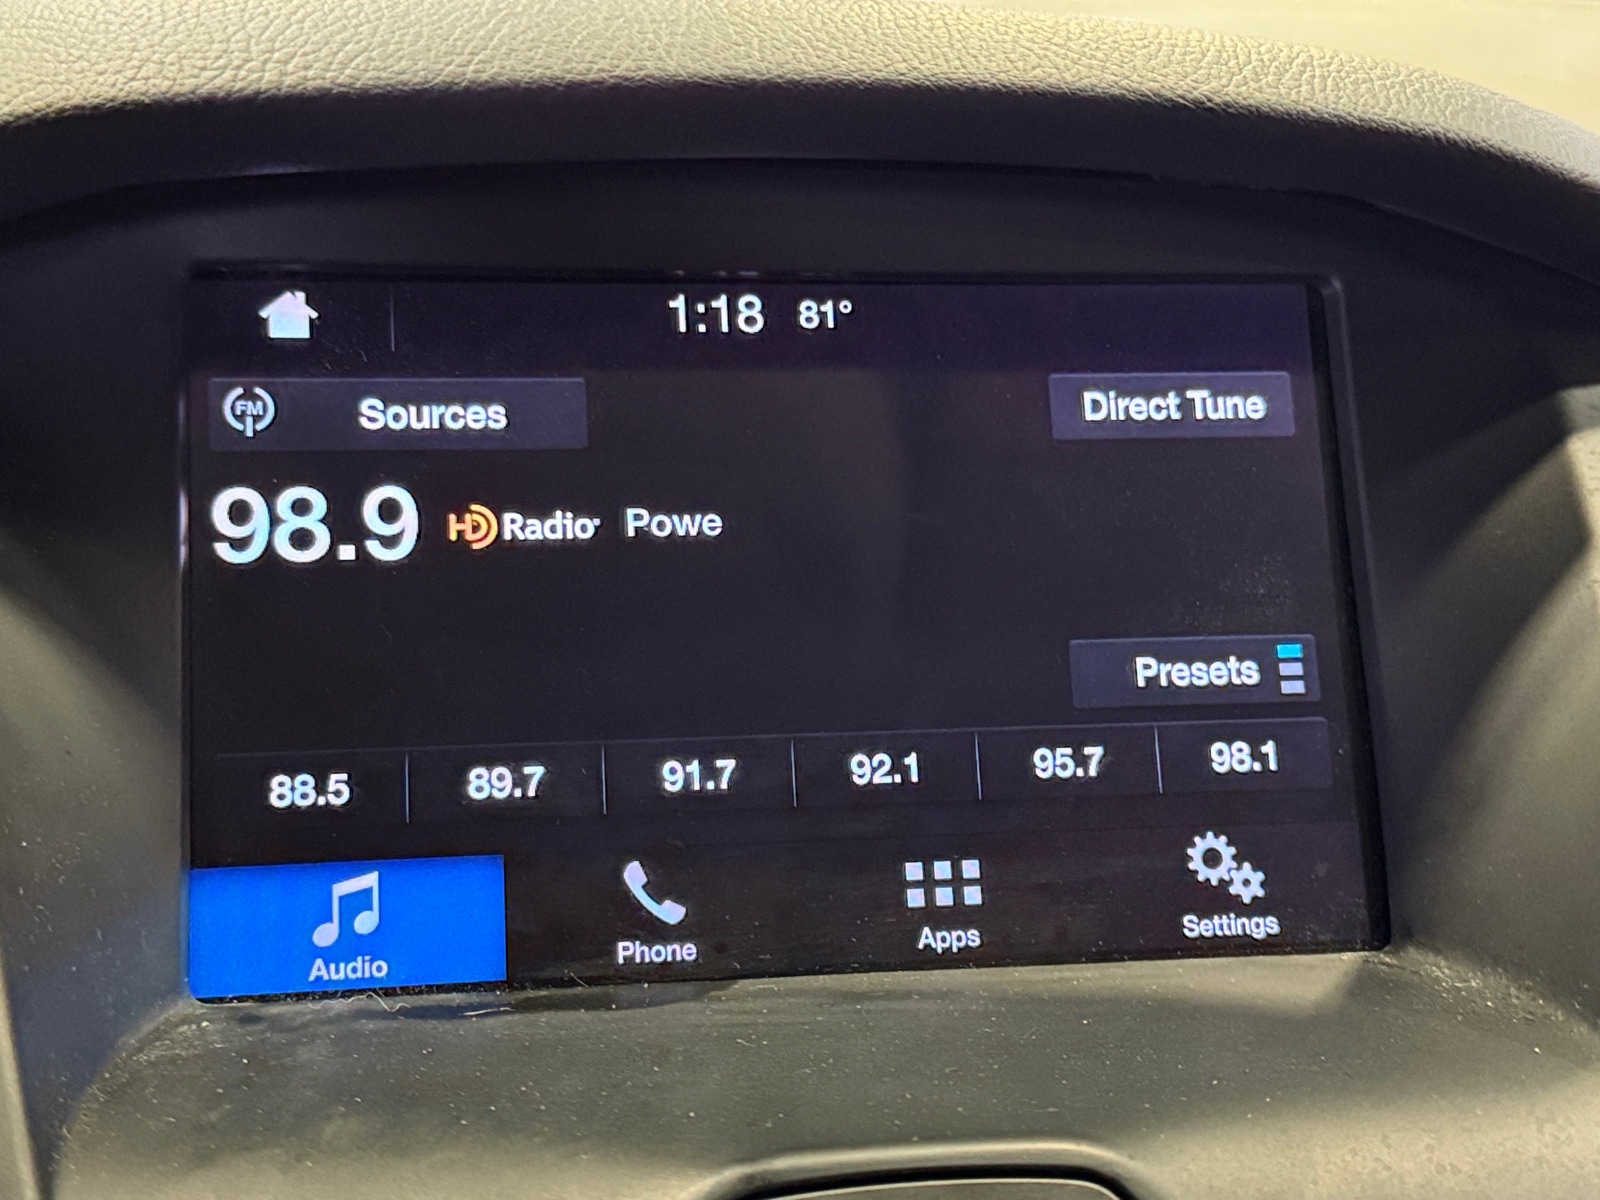 1:18 81°
FM Sources
Direct Tune
98.9 HD Radio Powe
Presets
88.5 89.7 91.7 92.1 95.7 98.1
Audio Phone Apps Settings